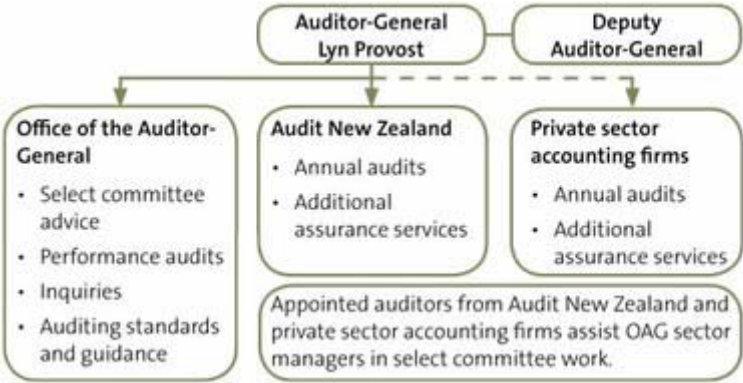 Auditor-General
Lyn Provost
Deputy
Auditor-General
Office of the Auditor-
General
• Select committee
advice
• Performance audits
• Inquiries
• Auditing standards
and guidance
Audit New Zealand
• Annual audits
• Additional
assurance services
Private sector
accounting firms
• Annual audits
• Additional
assurance services
Appointed auditors from Audit New Zealand and
private sector accounting firms assist OAG sector
managers in select committee work.